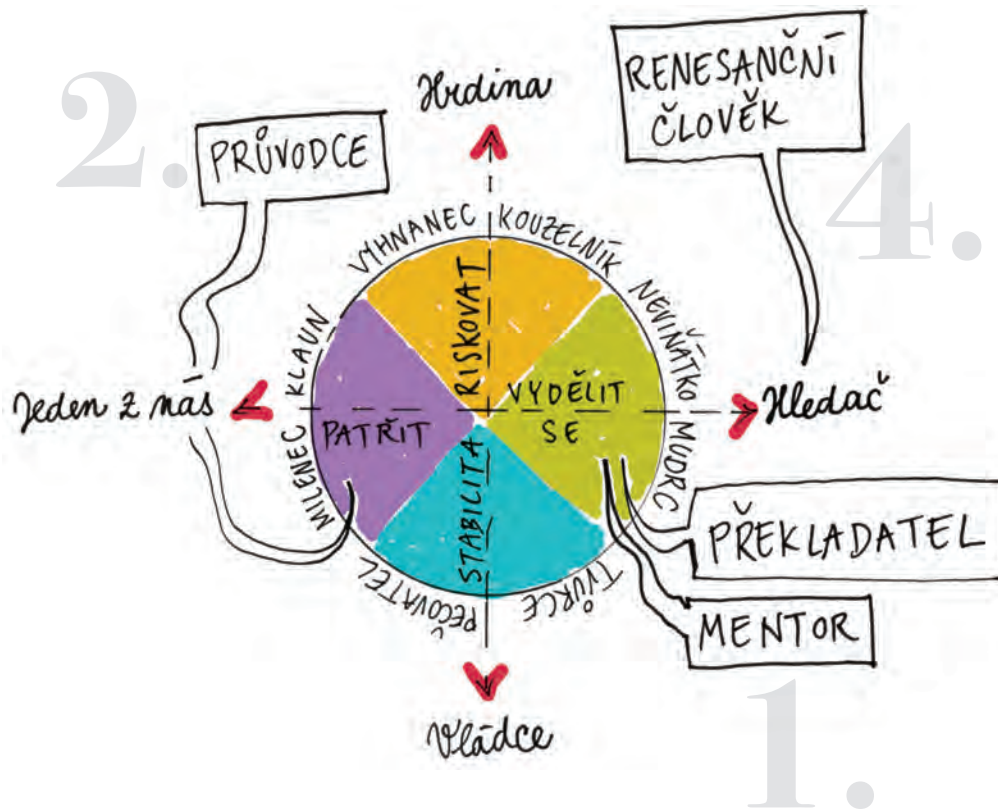 2.
PRŮVODCE
Hrdina
RENESANČNÍ
ČLOVĚK
4.
VYHNANEC
KOUZELNÍK
KLAUN
NEVIŇÁTKO
RISKOVAT
VYDĚLIT
SE
PATŘIT
STABILITA
Jeden z nás
Hledač
MILENEC
MUDRC
PEČOVATEL
TVŮRCE
PŘEKLADATEL
MENTOR
Vládce
1.